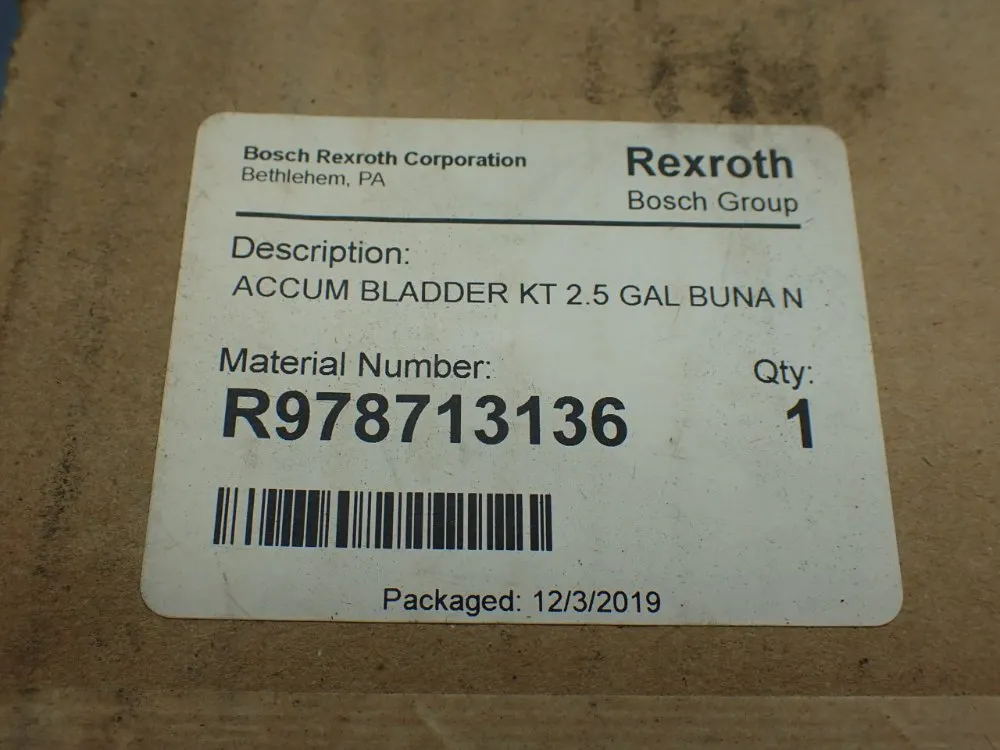 Bosch Rexroth Corporation
Bethlehem, PA
Rexroth
Bosch Group
Description:
ACCUM BLADDER KT 2.5 GAL BUNA N
Material Number:
R978713136
Qty:
1
Packaged: 12/3/2019